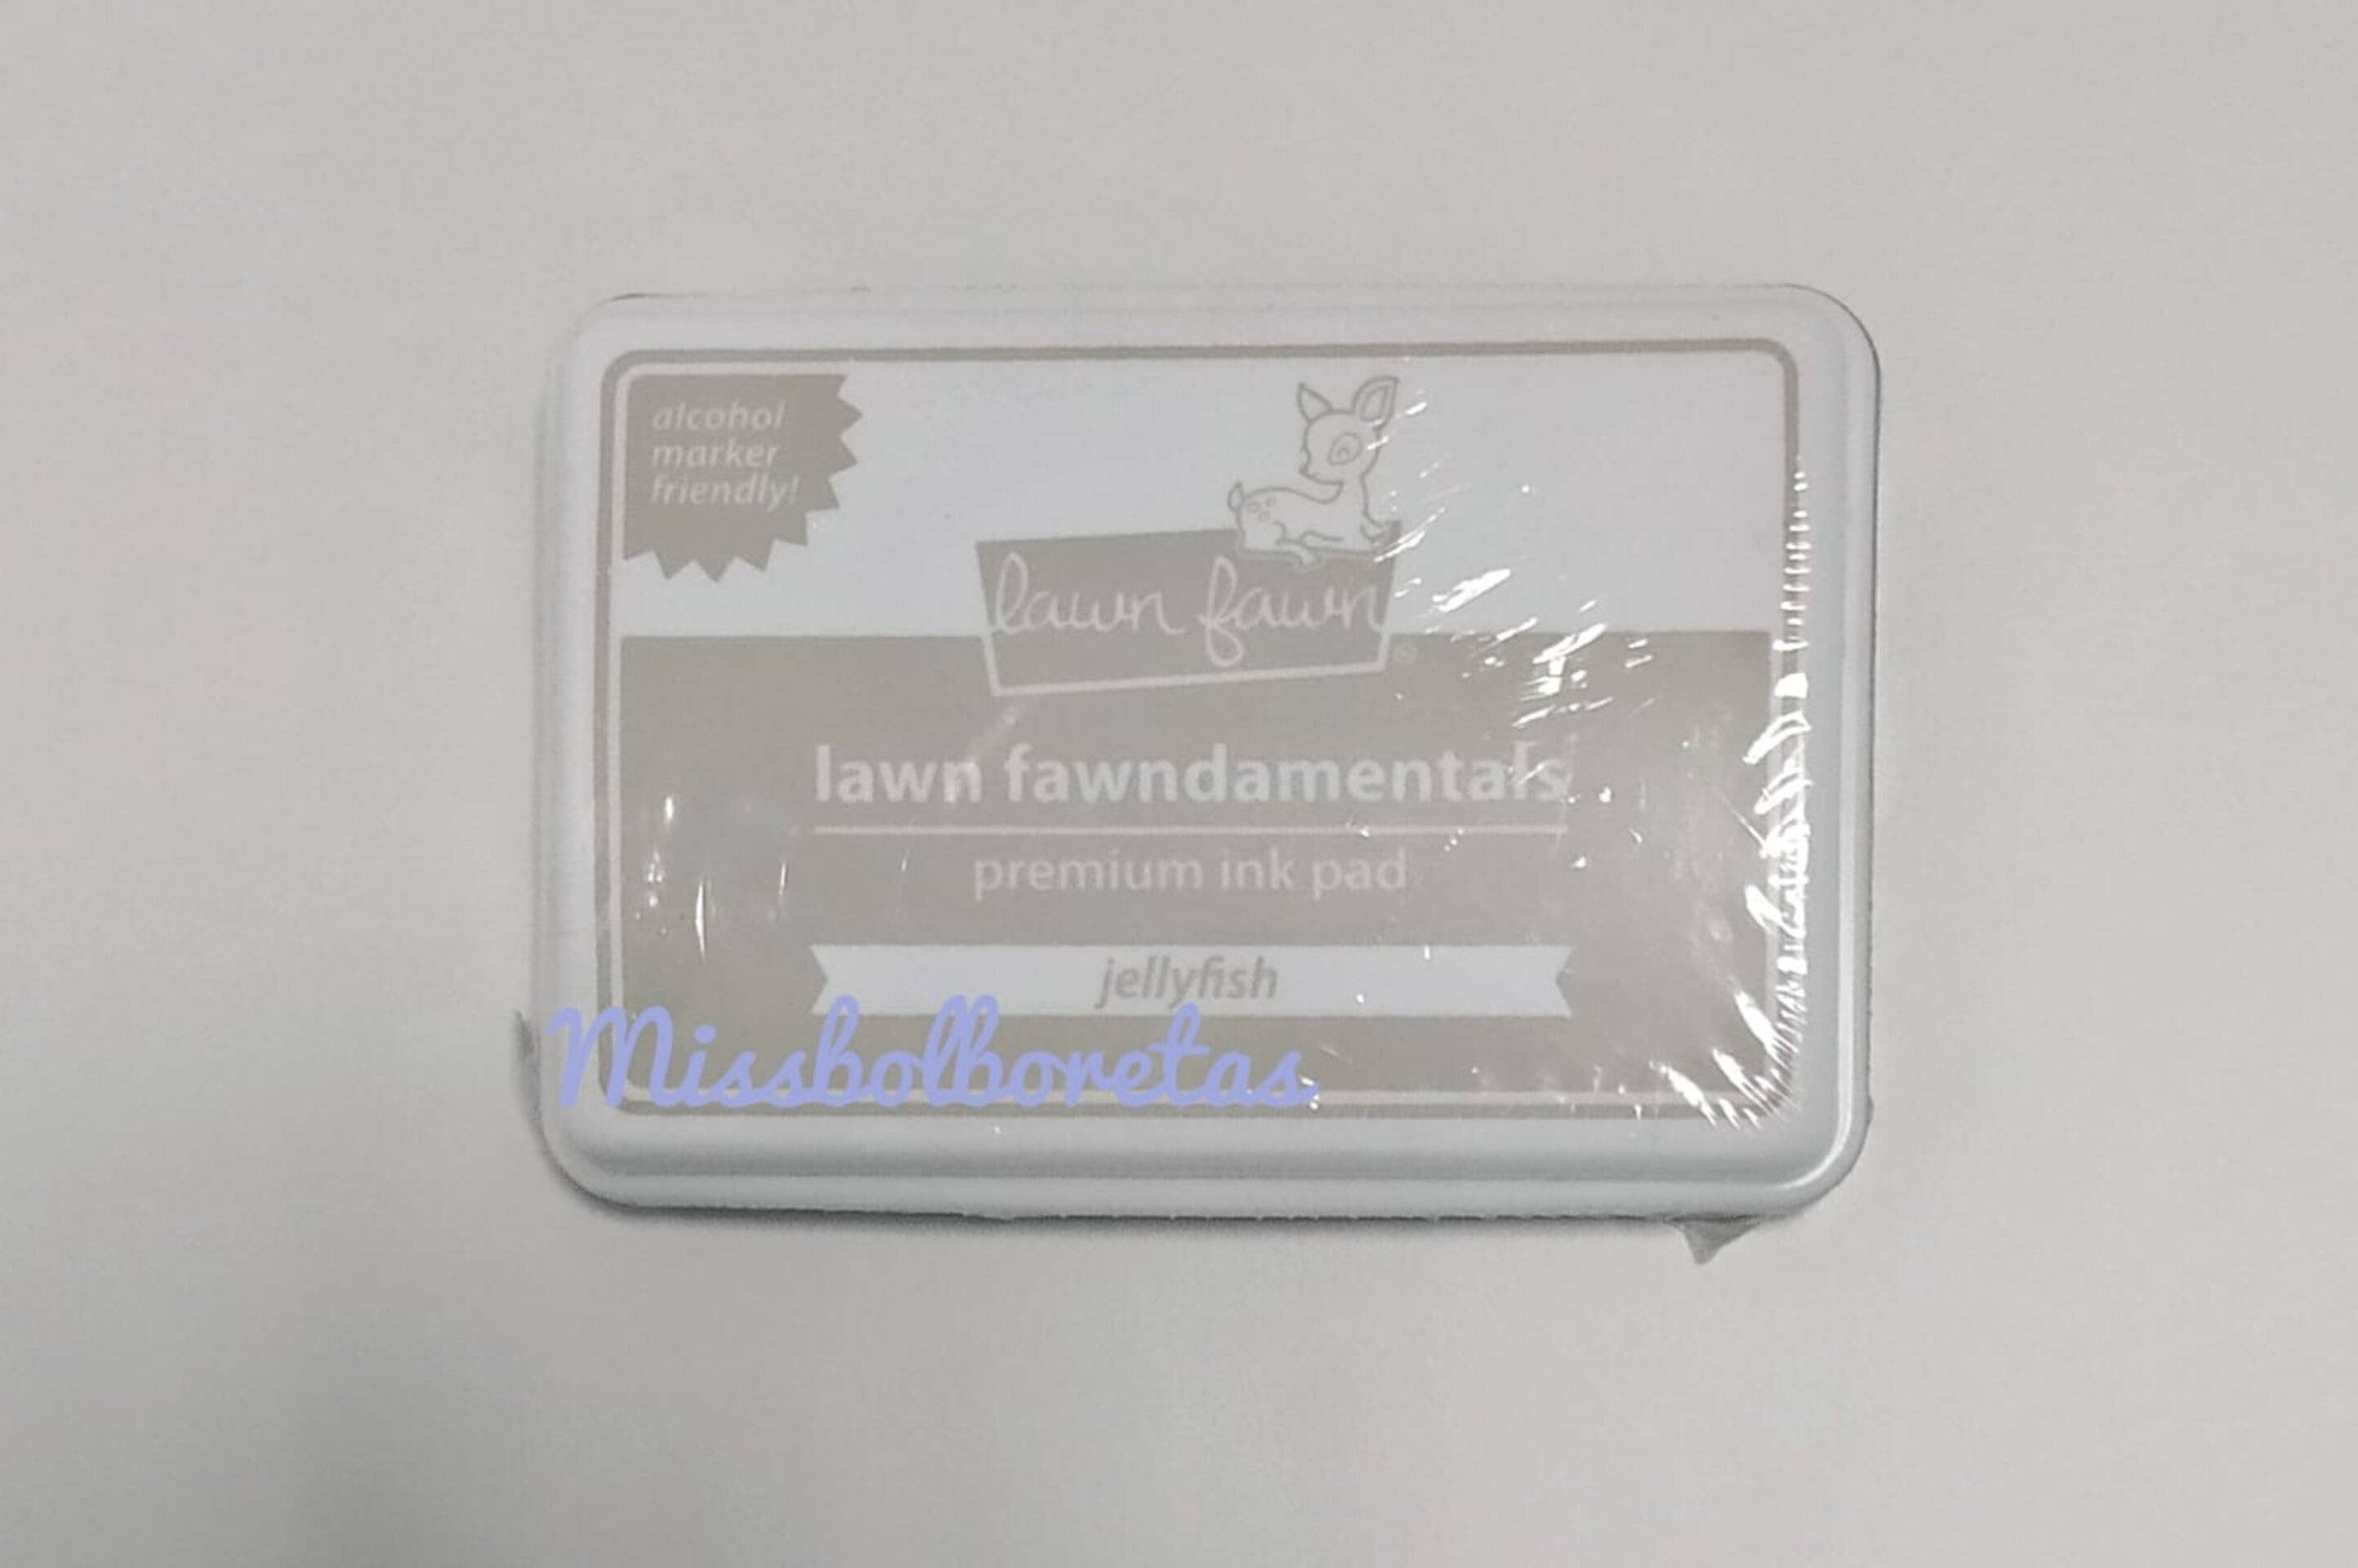 alcohol
marker
friendly!
lawn fawn®
lawn fawndamentals
premium ink pad
jellyfish
Missbolboretas